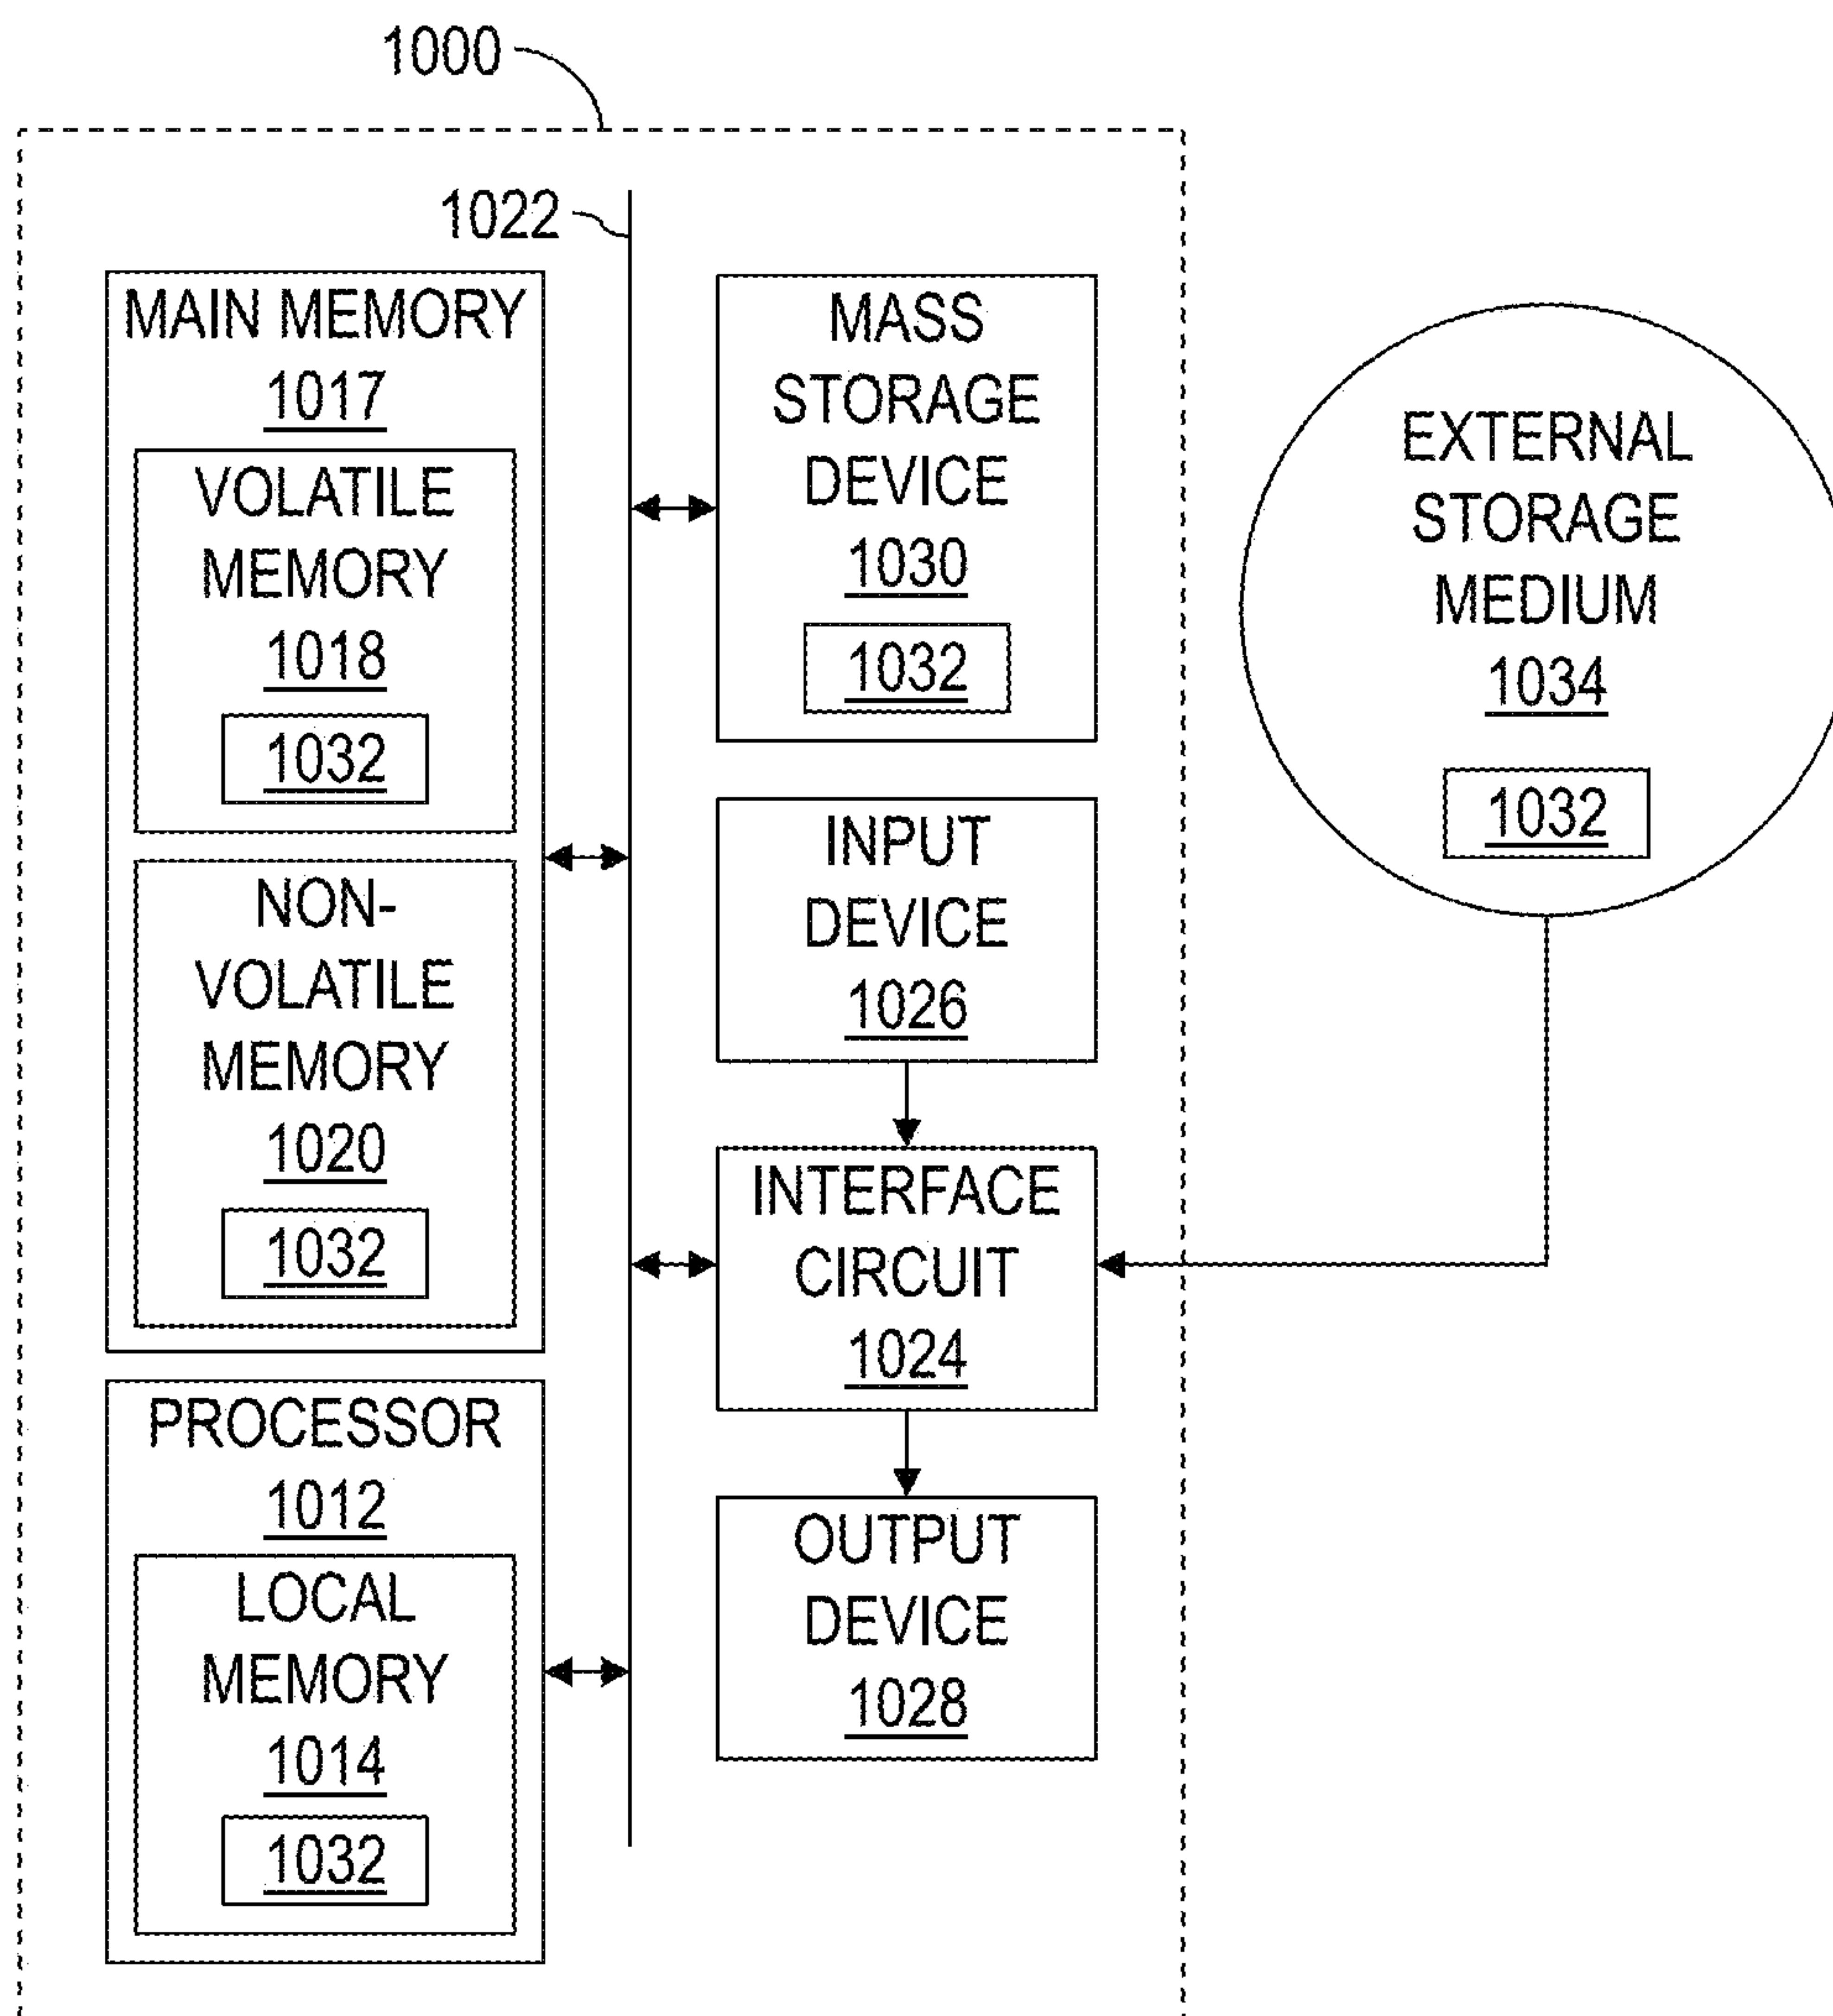 1000
1022
MAIN MEMORY
1017
VOLATILE
MEMORY
1018
1032
NON-
VOLATILE
MEMORY
1020
1032
PROCESSOR
1012
LOCAL
MEMORY
1014
1032
MASS
STORAGE
DEVICE
1030
1032
INPUT
DEVICE
1026
INTERFACE
CIRCUIT
1024
OUTPUT
DEVICE
1028
EXTERNAL
STORAGE
MEDIUM
1034
1032